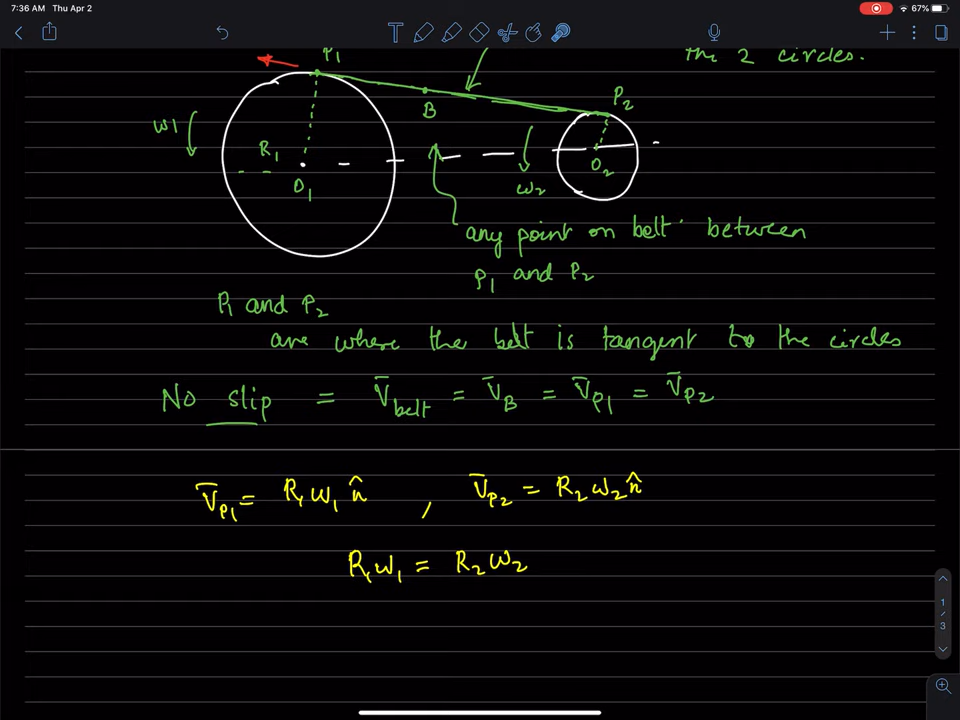 7:36 AM Thu Apr 2
67%
T
P1
the 2 circles.
ω1
B
P2
R1
O1
ω2
O2
any point on belt between
P1 and P2
P1 and P2
are where the belt is tangent to the circles
No slip = V̄belt = V̄B = V̄P1 = V̄P2
V̄P1 = R1ω1 n̂ , V̄P2 = R2ω2 n̂
R1ω1 = R2ω2
1
/
3